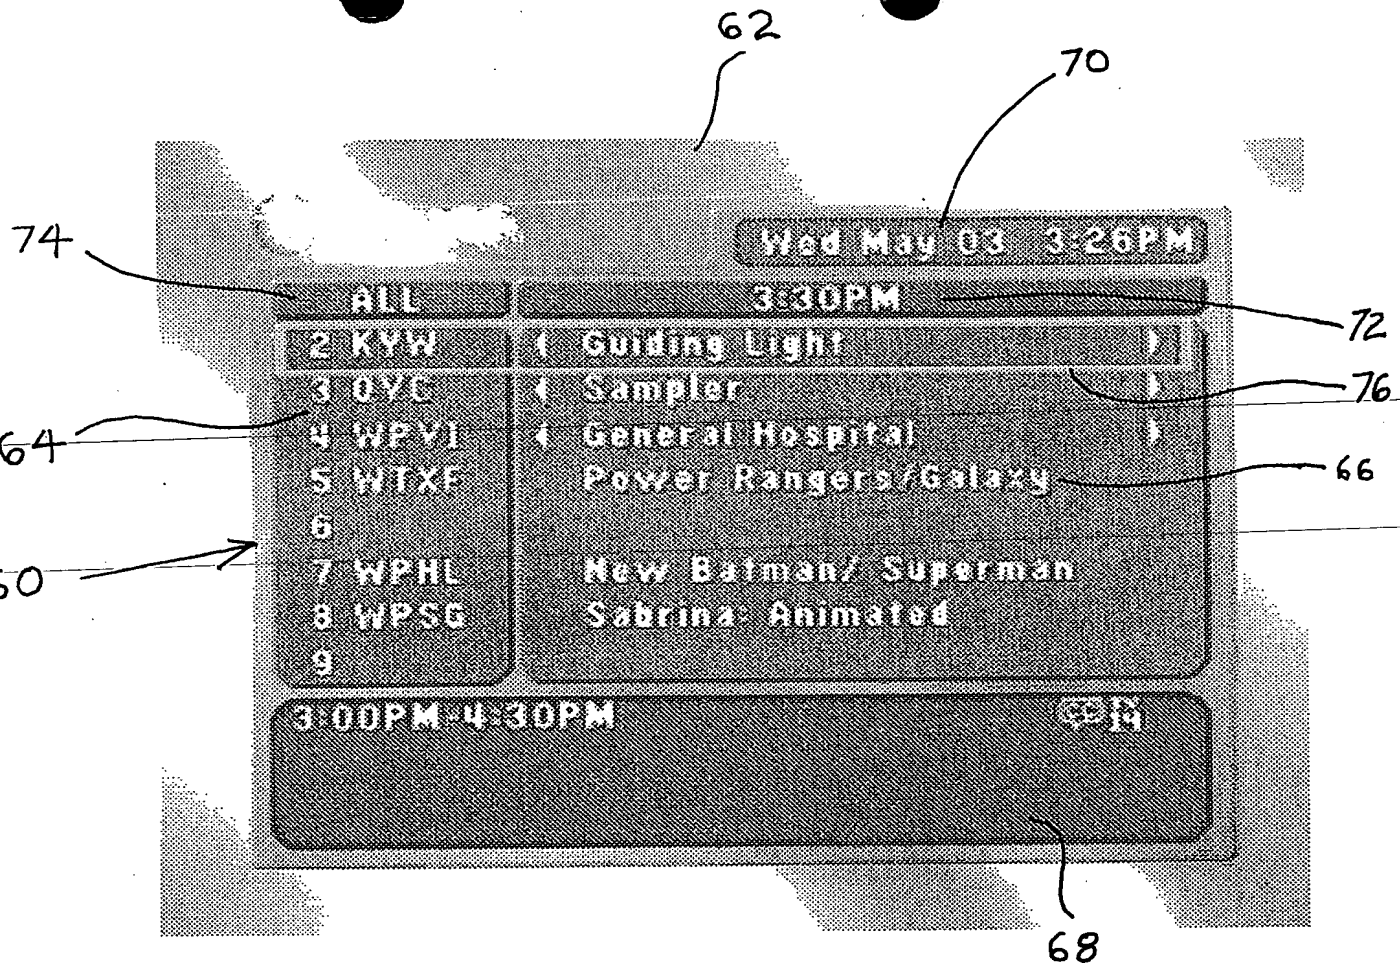 62
70
Wed May 03 3:26PM
74
ALL 3:30PM
72
2 KYW Guiding Light
76
3 QVC Sampler
64
4 WPVI General Hospital
5 WTXF Power Rangers/Galaxy
66
6
60
7 WPHL New Batman/ Superman
8 WPSG Sabrina: Animated
9
3:00PM-4:30PM CC
68